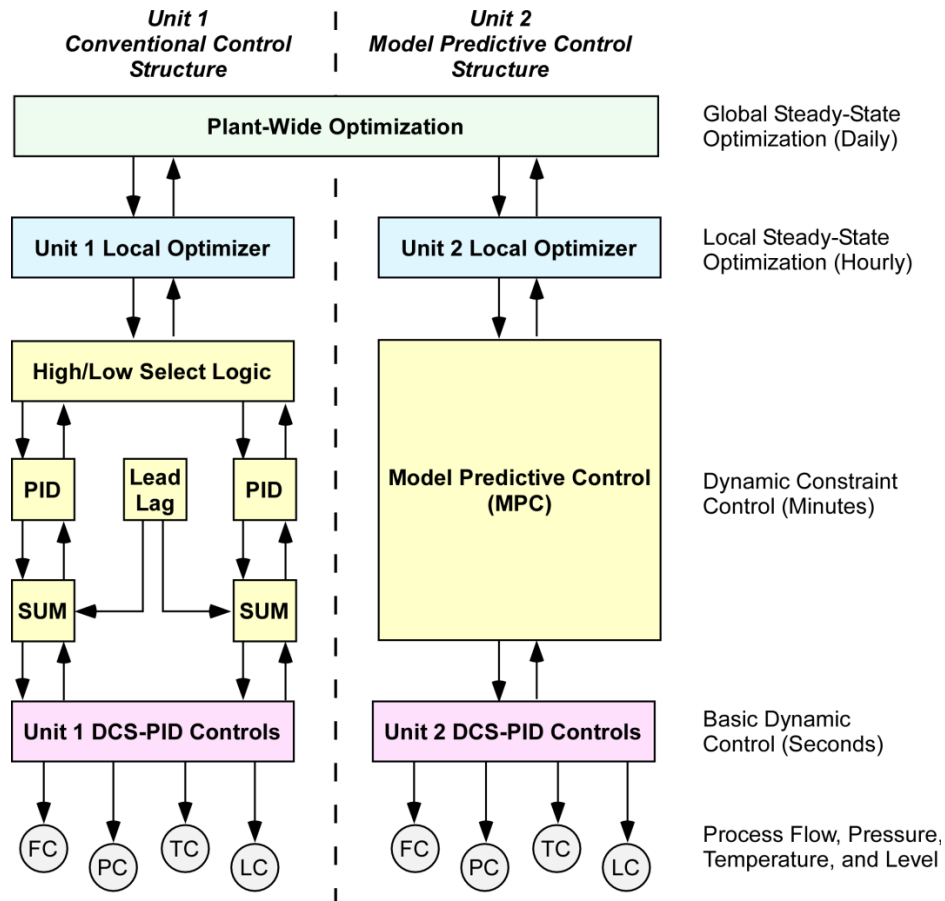 Unit 1
Conventional Control
Structure
Unit 2
Model Predictive Control
Structure
Plant-Wide Optimization
Global Steady-State
Optimization (Daily)
Unit 1 Local Optimizer
Unit 2 Local Optimizer
Local Steady-State
Optimization (Hourly)
High/Low Select Logic
PID
Lead
Lag
PID
Model Predictive Control
(MPC)
Dynamic Constraint
Control (Minutes)
SUM
SUM
Unit 1 DCS-PID Controls
Unit 2 DCS-PID Controls
Basic Dynamic
Control (Seconds)
FC
PC
TC
LC
FC
PC
TC
LC
Process Flow, Pressure,
Temperature, and Level